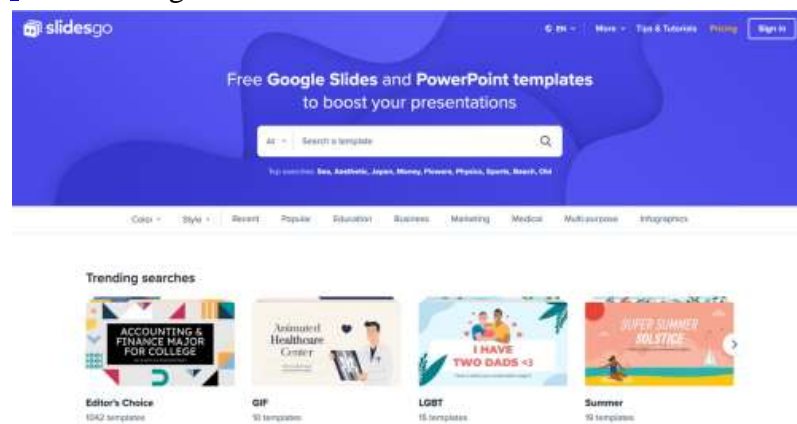 slidesgo
EN More Tips & Tutorials Pricing Sign in
Free Google Slides and PowerPoint templates
to boost your presentations
All Search a template
Top searches: Sea, Aesthetic, Japan, Money, Flowers, Physics, Sports, Beach, Old
Color Style Recent Popular Education Business Marketing Medical Multi-purpose Infographics
Trending searches
ACCOUNTING &
FINANCE MAJOR
FOR COLLEGE
Animated
Healthcare
Center
I HAVE
TWO DADS <3
SUPER SUMMER
SOLSTICE
Editor's Choice GIF LGBT Summer
1042 templates 10 templates 15 templates 19 templates